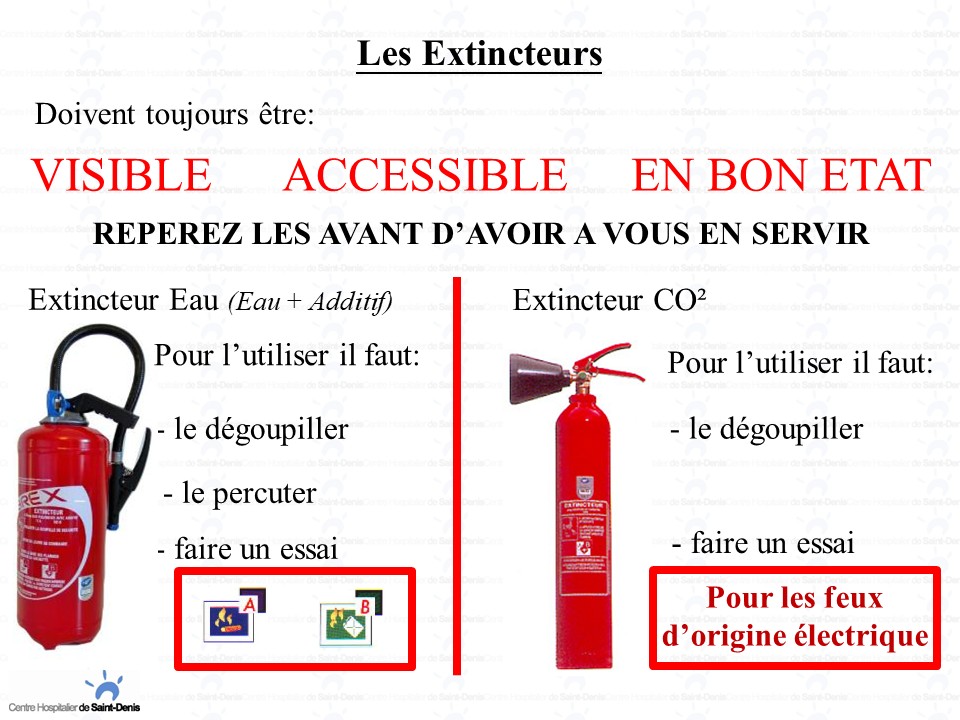 Les Extincteurs
Doivent toujours être:
VISIBLE ACCESSIBLE EN BON ETAT
REPEREZ LES AVANT D’AVOIR A VOUS EN SERVIR
Extincteur Eau (Eau + Additif)
Pour l’utiliser il faut:
- le dégoupiller
- le percuter
- faire un essai
A B
EXTINCTEUR
Extincteur CO²
Pour l’utiliser il faut:
- le dégoupiller
- faire un essai
EXTINCTEUR
Pour les feux
d’origine électrique
Centre Hospitalier de Saint-Denis